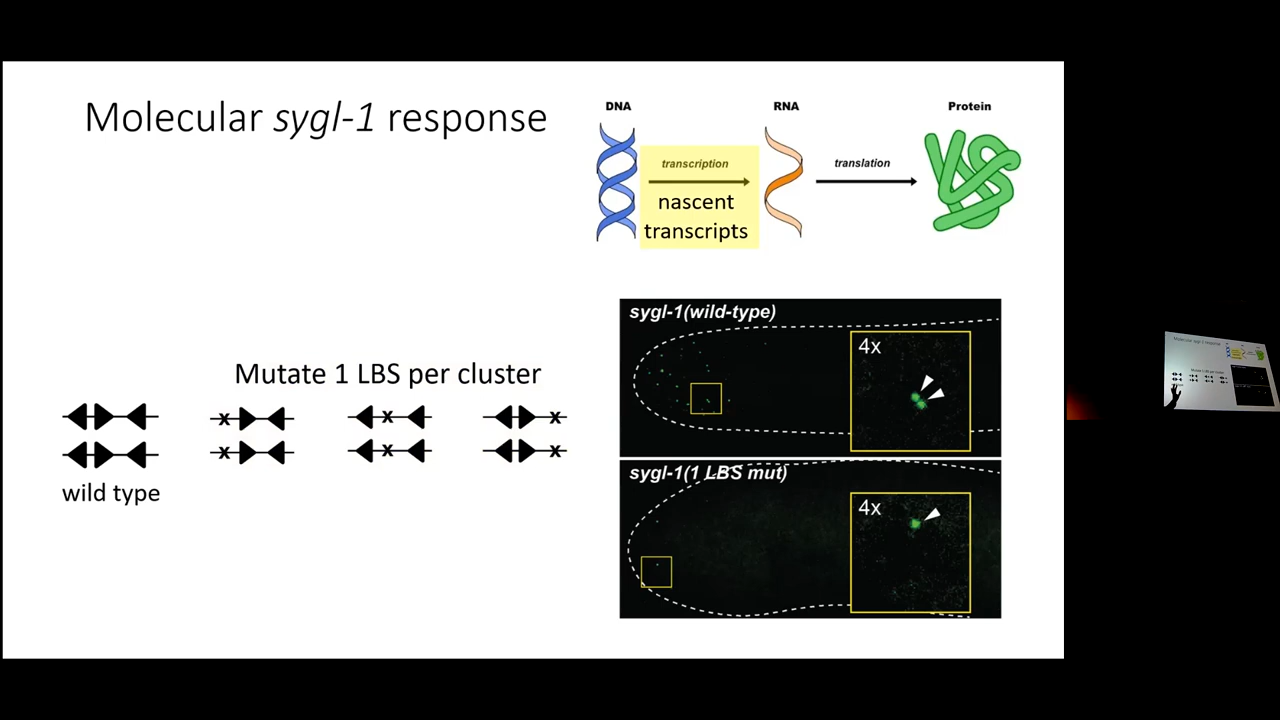 Molecular sygl-1 response
DNA
RNA
Protein
transcription
translation
nascent
transcripts
Mutate 1 LBS per cluster
x
x
x
x
x
x
wild type
sygl-1(wild-type)
4x
sygl-1(1 LBS mut)
4x